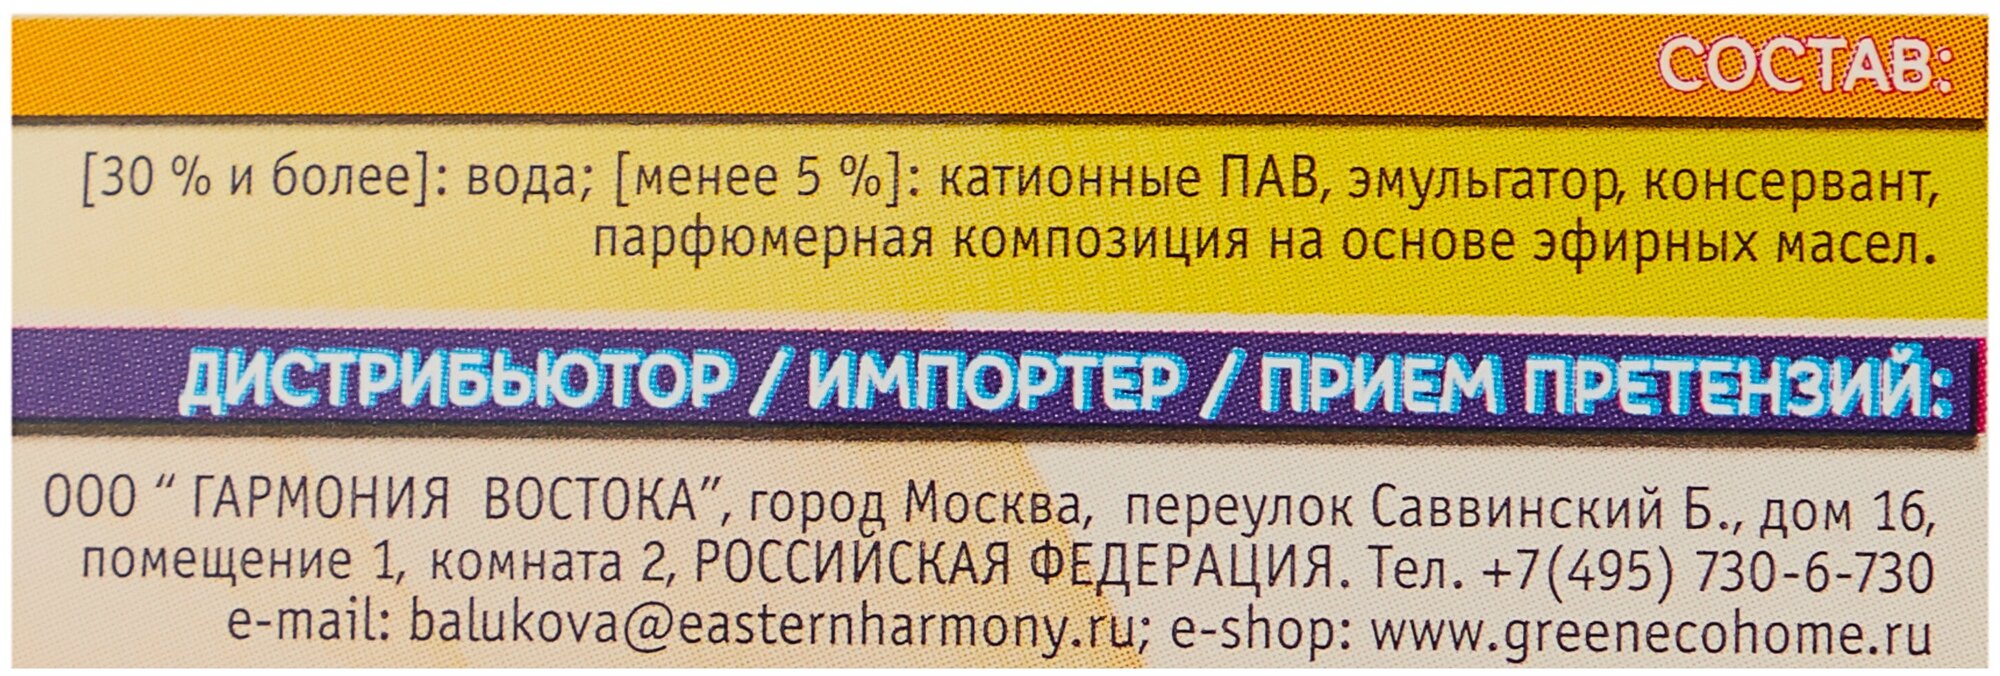 СОСТАВ:
[30 % и более]: вода; [менее 5 %]: катионные ПАВ, эмульгатор, консервант,
парфюмерная композиция на основе эфирных масел.
ДИСТРИБЬЮТОР / ИМПОРТЕР / ПРИЕМ ПРЕТЕНЗИЙ:
ООО “ ГАРМОНИЯ ВОСТОКА”, город Москва, переулок Саввинский Б., дом 16,
помещение 1, комната 2, РОССИЙСКАЯ ФЕДЕРАЦИЯ. Тел. +7(495) 730-6-730
e-mail: balukova@easternharmony.ru; e-shop: www.greenecohome.ru